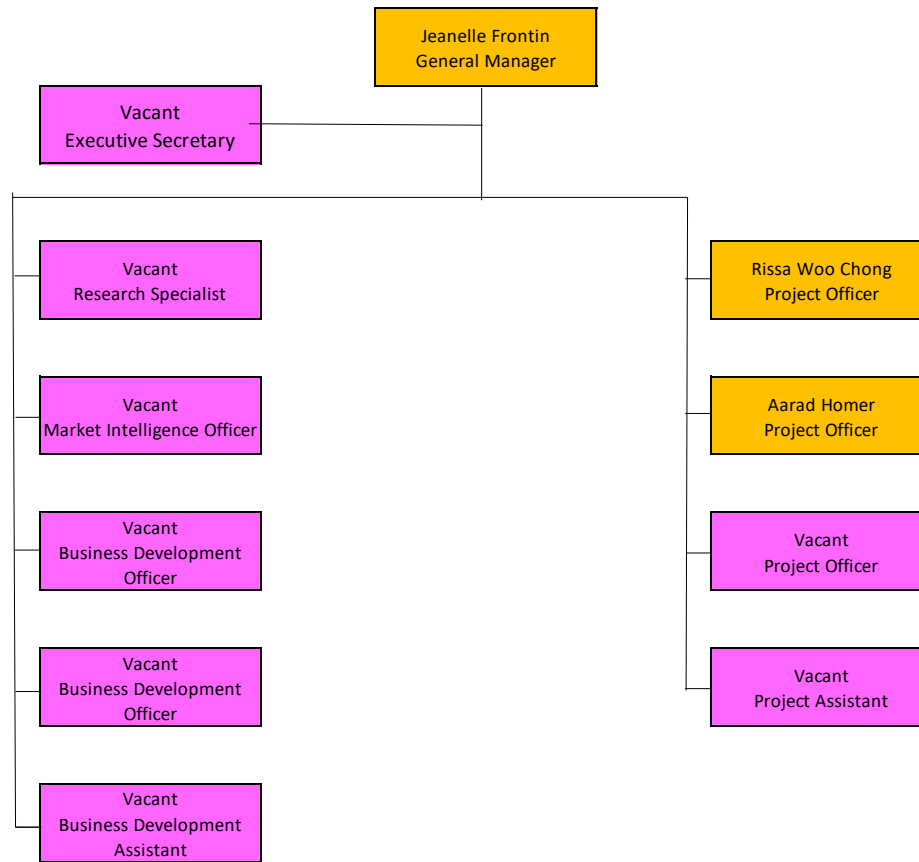 Jeanelle Frontin
General Manager
Vacant
Executive Secretary
Vacant
Research Specialist
Vacant
Market Intelligence Officer
Vacant
Business Development
Officer
Vacant
Business Development
Officer
Vacant
Business Development
Assistant
Rissa Woo Chong
Project Officer
Aarad Homer
Project Officer
Vacant
Project Officer
Vacant
Project Assistant